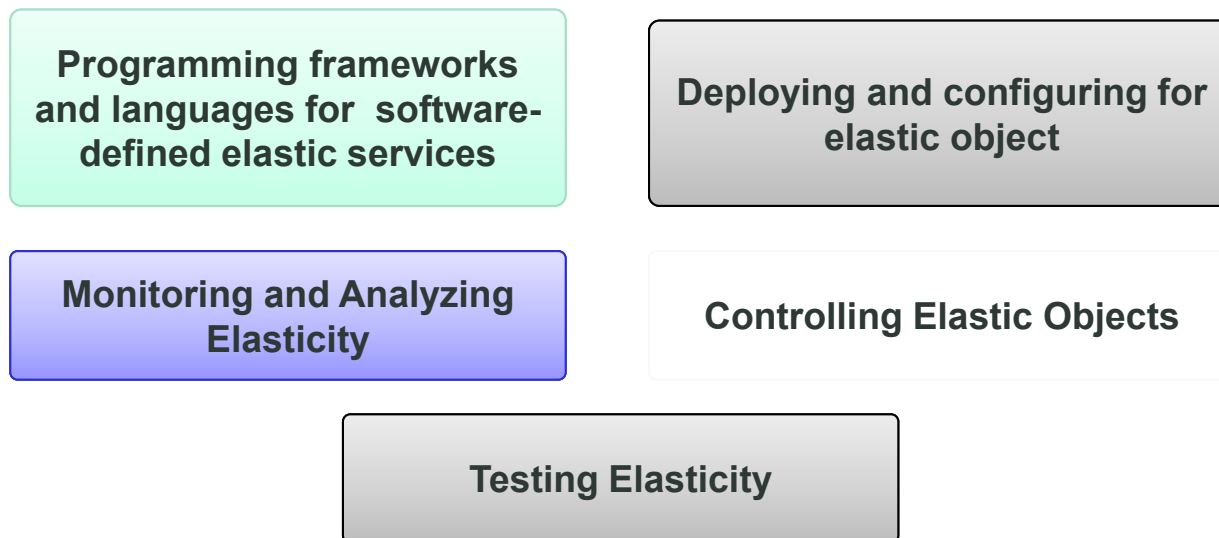 Programming frameworks
and languages for  software-
defined elastic services
Deploying and configuring for
elastic object
Monitoring and Analyzing
Elasticity
Controlling Elastic Objects
Testing Elasticity